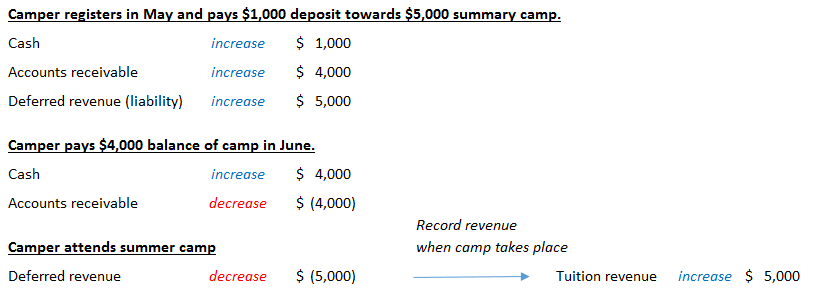 Camper registers in May and pays $1,000 deposit towards $5,000 summary camp.
Cash increase $ 1,000
Accounts receivable increase $ 4,000
Deferred revenue (liability) increase $ 5,000
Camper pays $4,000 balance of camp in June.
Cash increase $ 4,000
Accounts receivable decrease $ (4,000)
Record revenue
when camp takes place
Camper attends summer camp
Deferred revenue decrease $ (5,000) Tuition revenue increase $ 5,000